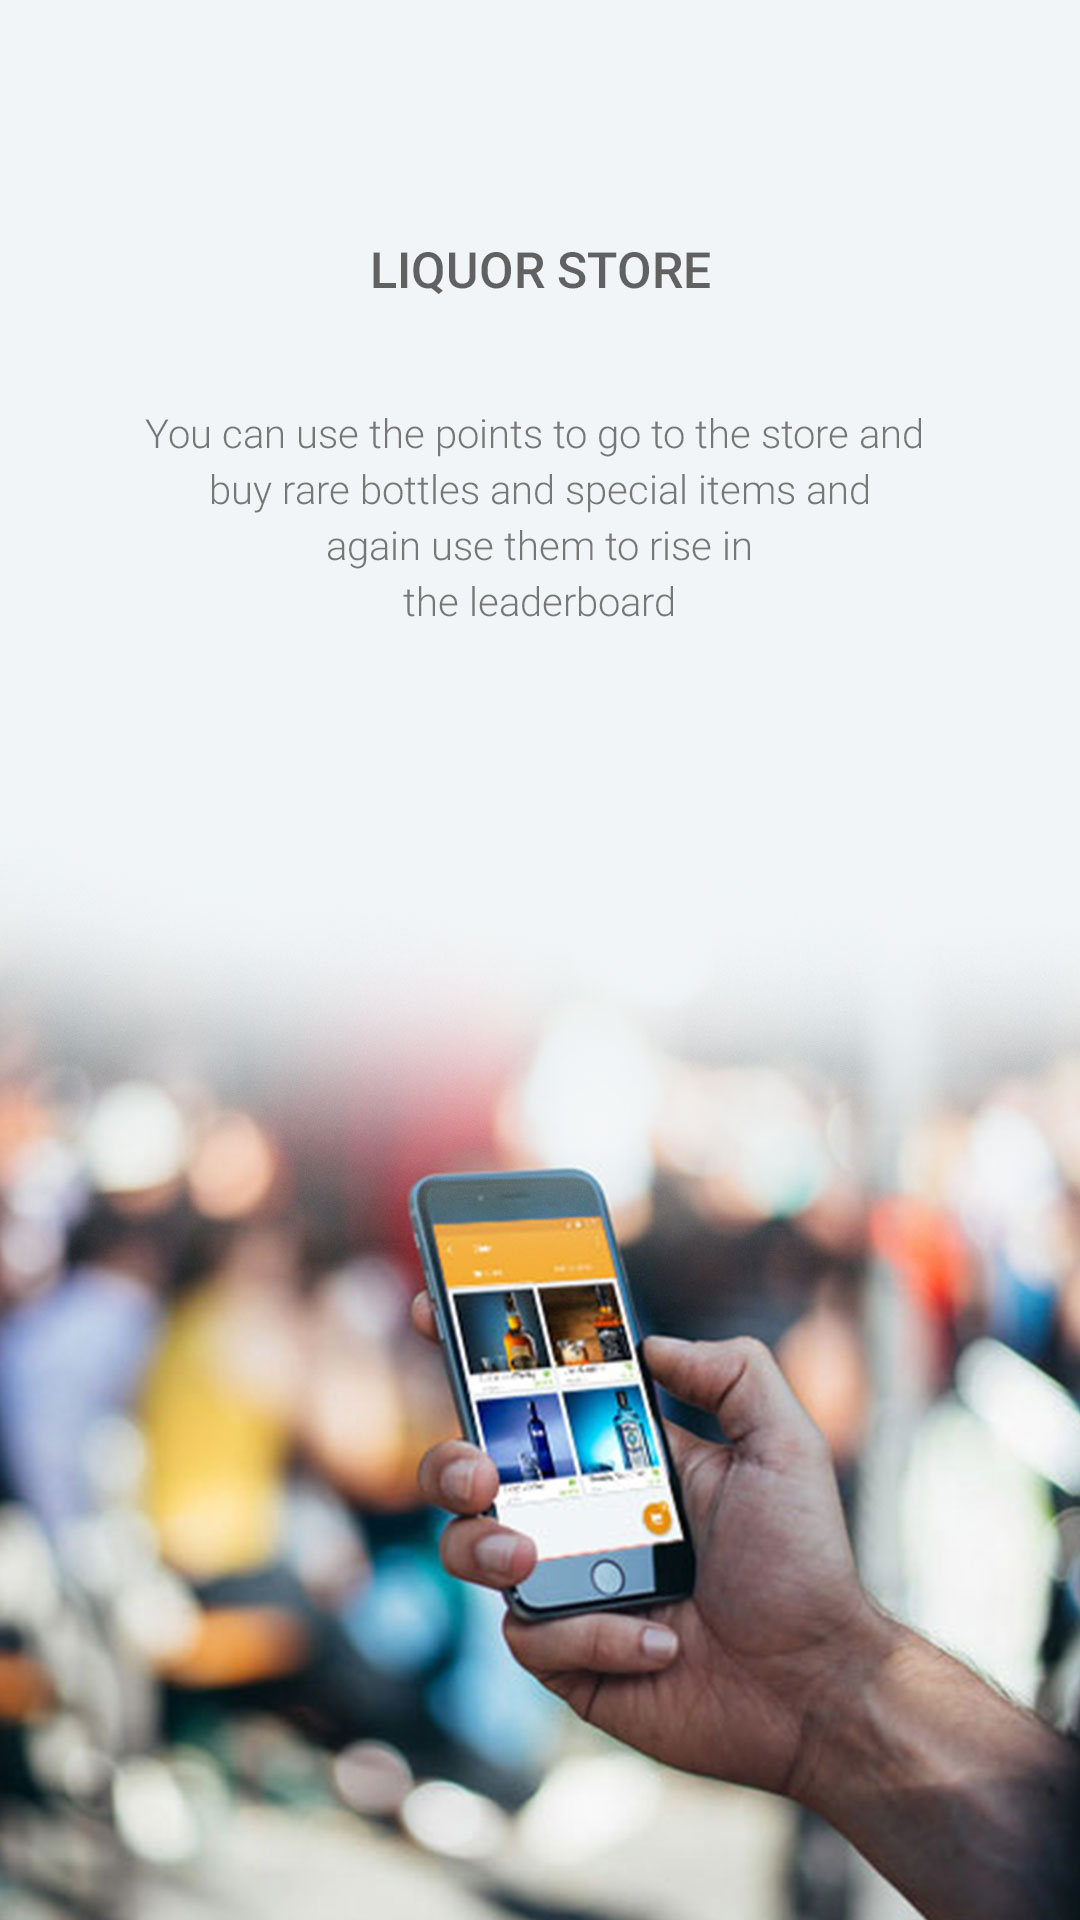 LIQUOR STORE
You can use the points to go to the store and
buy rare bottles and special items and
again use them to rise in
the leaderboard